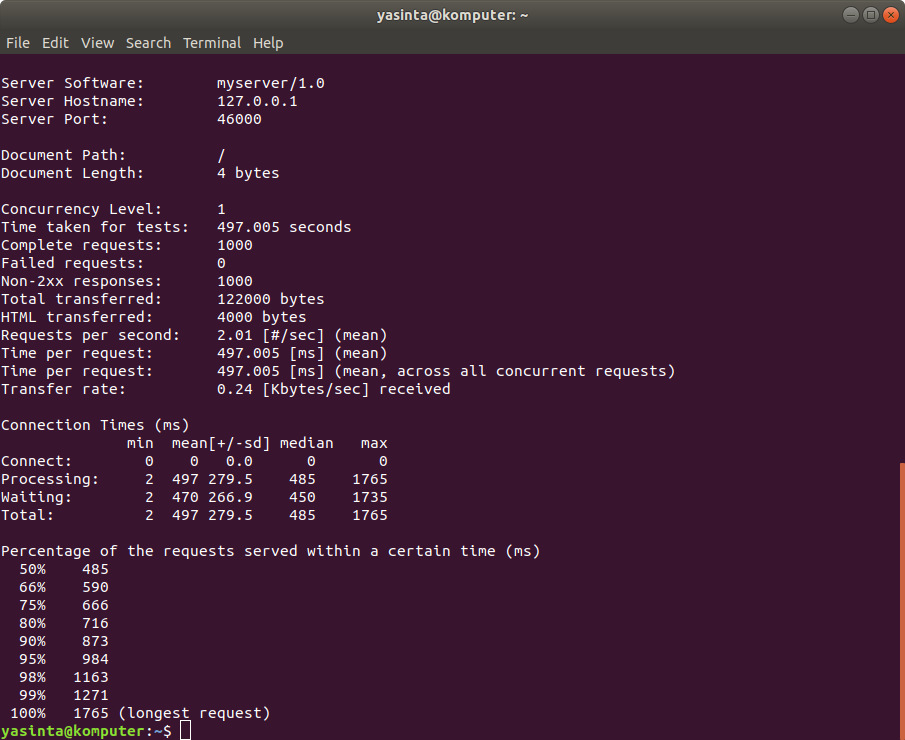 yasinta@komputer: ~
File Edit View Search Terminal Help
Server Software:        myserver/1.0
Server Hostname:        127.0.0.1
Server Port:            46000
Document Path:          /
Document Length:        4 bytes
Concurrency Level:      1
Time taken for tests:   497.005 seconds
Complete requests:      1000
Failed requests:        0
Non-2xx responses:      1000
Total transferred:      122000 bytes
HTML transferred:       4000 bytes
Requests per second:    2.01 [#/sec] (mean)
Time per request:       497.005 [ms] (mean)
Time per request:       497.005 [ms] (mean, across all concurrent requests)
Transfer rate:          0.24 [Kbytes/sec] received
Connection Times (ms)
              min  mean[+/-sd] median   max
Connect:        0    0   0.0      0       0
Processing:     2  497 279.5    485    1765
Waiting:        2  470 266.9    450    1735
Total:          2  497 279.5    485    1765
Percentage of the requests served within a certain time (ms)
  50%    485
  66%    590
  75%    666
  80%    716
  90%    873
  95%    984
  98%   1163
  99%   1271
 100%   1765 (longest request)
yasinta@komputer:~$